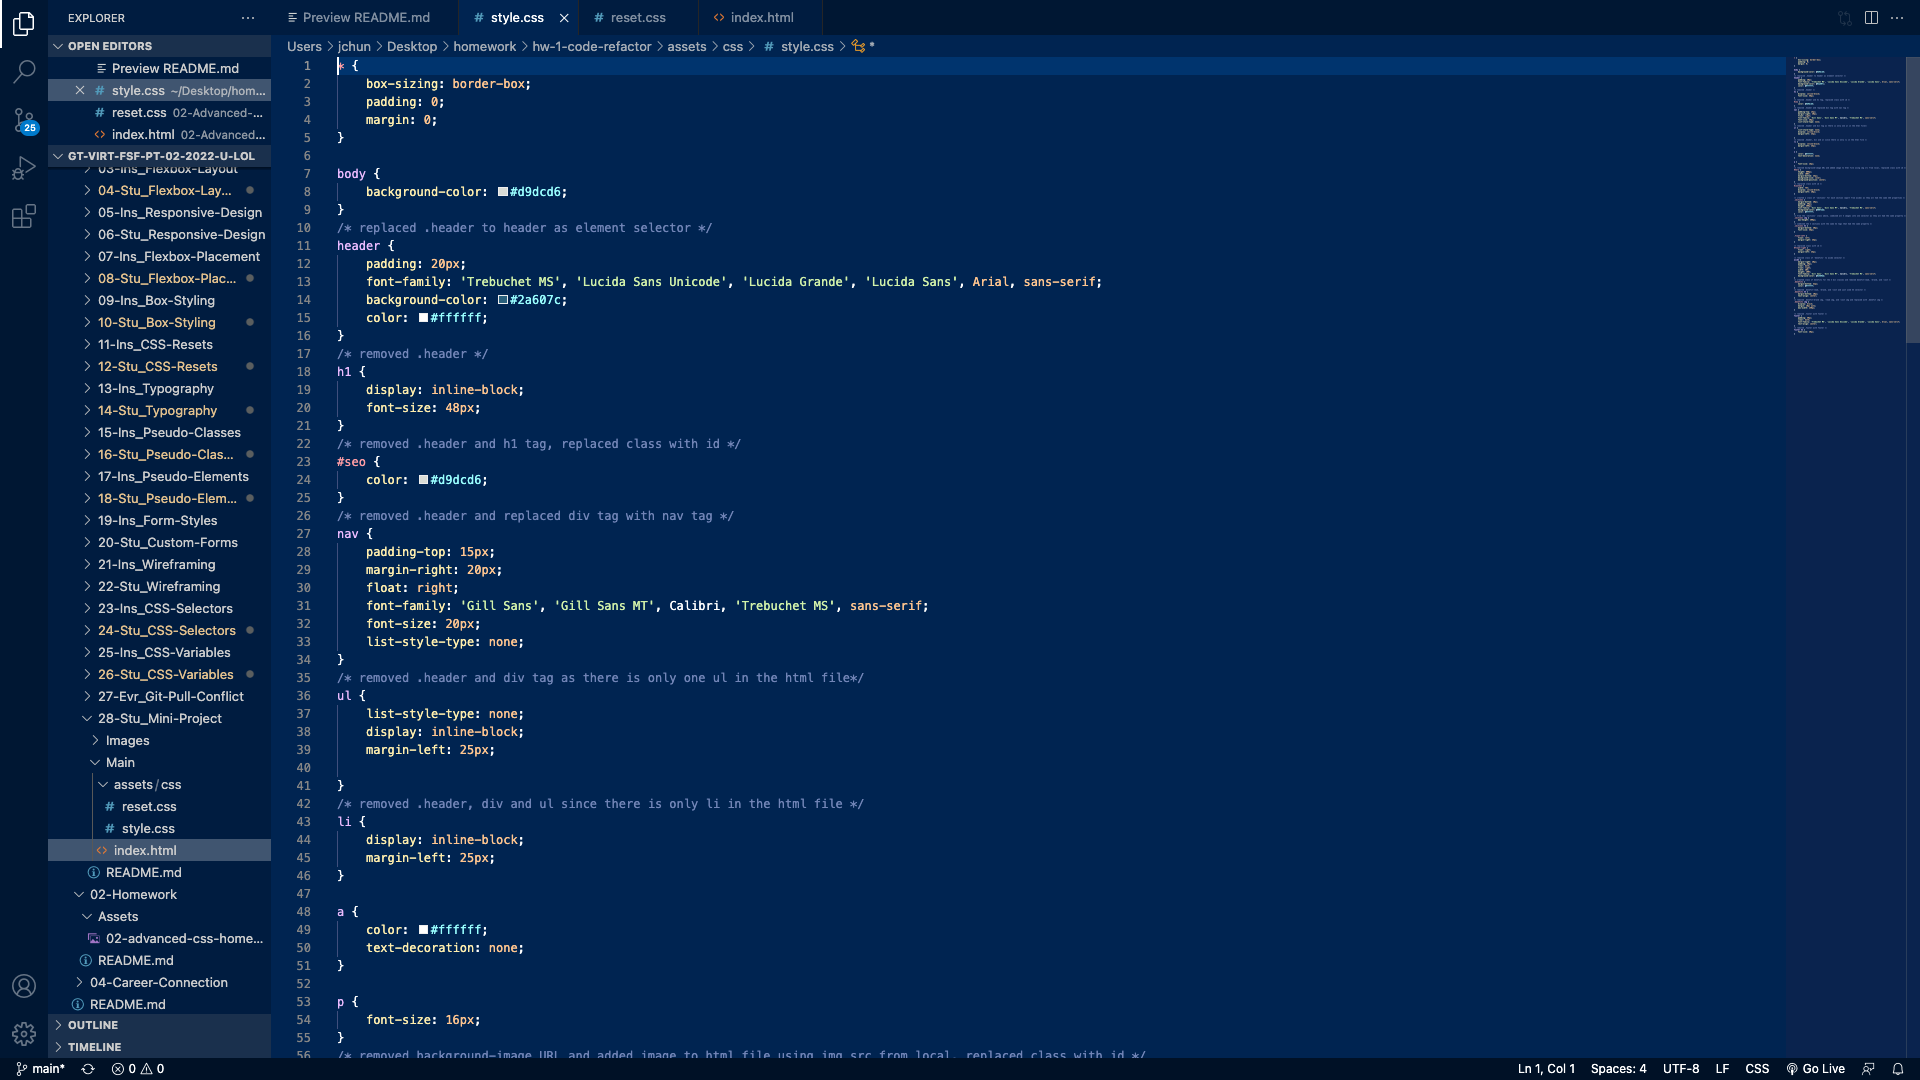 EXPLORER
Preview README.md
style.css
reset.css
index.html
OPEN EDITORS
Preview README.md
style.css ~/Desktop/hom...
reset.css 02-Advanced-...
index.html 02-Advanced...
GT-VIRT-FSF-PT-02-2022-U-LOL
03-Ins_Flexbox-Layout
04-Stu_Flexbox-Lay...
05-Ins_Responsive-Design
06-Stu_Responsive-Design
07-Ins_Flexbox-Placement
08-Stu_Flexbox-Plac...
09-Ins_Box-Styling
10-Stu_Box-Styling
11-Ins_CSS-Resets
12-Stu_CSS-Resets
13-Ins_Typography
14-Stu_Typography
15-Ins_Pseudo-Classes
16-Stu_Pseudo-Clas...
17-Ins_Pseudo-Elements
18-Stu_Pseudo-Elem...
19-Ins_Form-Styles
20-Stu_Custom-Forms
21-Ins_Wireframing
22-Stu_Wireframing
23-Ins_CSS-Selectors
24-Stu_CSS-Selectors
25-Ins_CSS-Variables
26-Stu_CSS-Variables
27-Evr_Git-Pull-Conflict
28-Stu_Mini-Project
Images
Main
assets/css
reset.css
style.css
index.html
README.md
02-Homework
Assets
02-advanced-css-home...
README.md
04-Career-Connection
README.md
OUTLINE
TIMELINE
25
Users > jchun > Desktop > homework > hw-1-code-refactor > assets > css > # style.css > *
1 * {
2 box-sizing: border-box;
3 padding: 0;
4 margin: 0;
5 }
6
7 body {
8 background-color: #d9dcd6;
9 }
10 /* replaced .header to header as element selector */
11 header {
12 padding: 20px;
13 font-family: 'Trebuchet MS', 'Lucida Sans Unicode', 'Lucida Grande', 'Lucida Sans', Arial, sans-serif;
14 background-color: #2a607c;
15 color: #ffffff;
16 }
17 /* removed .header */
18 h1 {
19 display: inline-block;
20 font-size: 48px;
21 }
22 /* removed .header and h1 tag, replaced class with id */
23 #seo {
24 color: #d9dcd6;
25 }
26 /* removed .header and replaced div tag with nav tag */
27 nav {
28 padding-top: 15px;
29 margin-right: 20px;
30 float: right;
31 font-family: 'Gill Sans', 'Gill Sans MT', Calibri, 'Trebuchet MS', sans-serif;
32 font-size: 20px;
33 list-style-type: none;
34 }
35 /* removed .header and div tag as there is only one ul in the html file*/
36 ul {
37 list-style-type: none;
38 display: inline-block;
39 margin-left: 25px;
40
41 }
42 /* removed .header, div and ul since there is only li in the html file */
43 li {
44 display: inline-block;
45 margin-left: 25px;
46 }
47
48 a {
49 color: #ffffff;
50 text-decoration: none;
51 }
52
53 p {
54 font-size: 16px;
55 }
56 /* removed background-image URL and added image to html file using img src from local, replaced class with id */
main* 0 0
Ln 1, Col 1 Spaces: 4 UTF-8 LF CSS Go Live